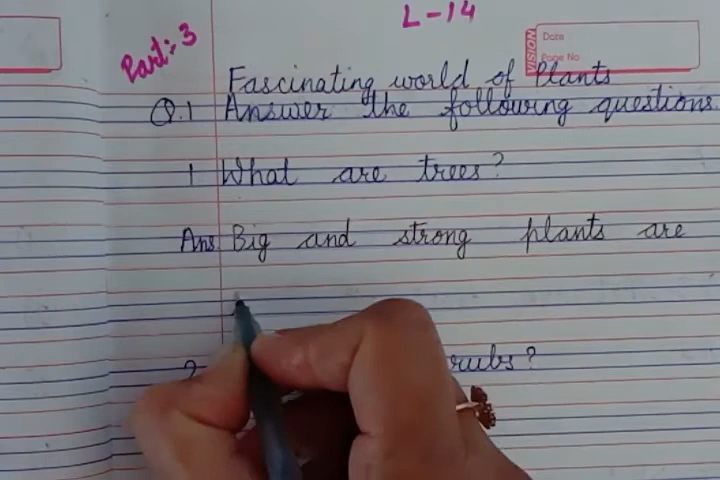 L-14
Part:- 3
VISION
Date
Page No
Fascinating world of Plants
Q.1 Answer the following questions
1 What are trees?
Ans Big and strong plants are
2